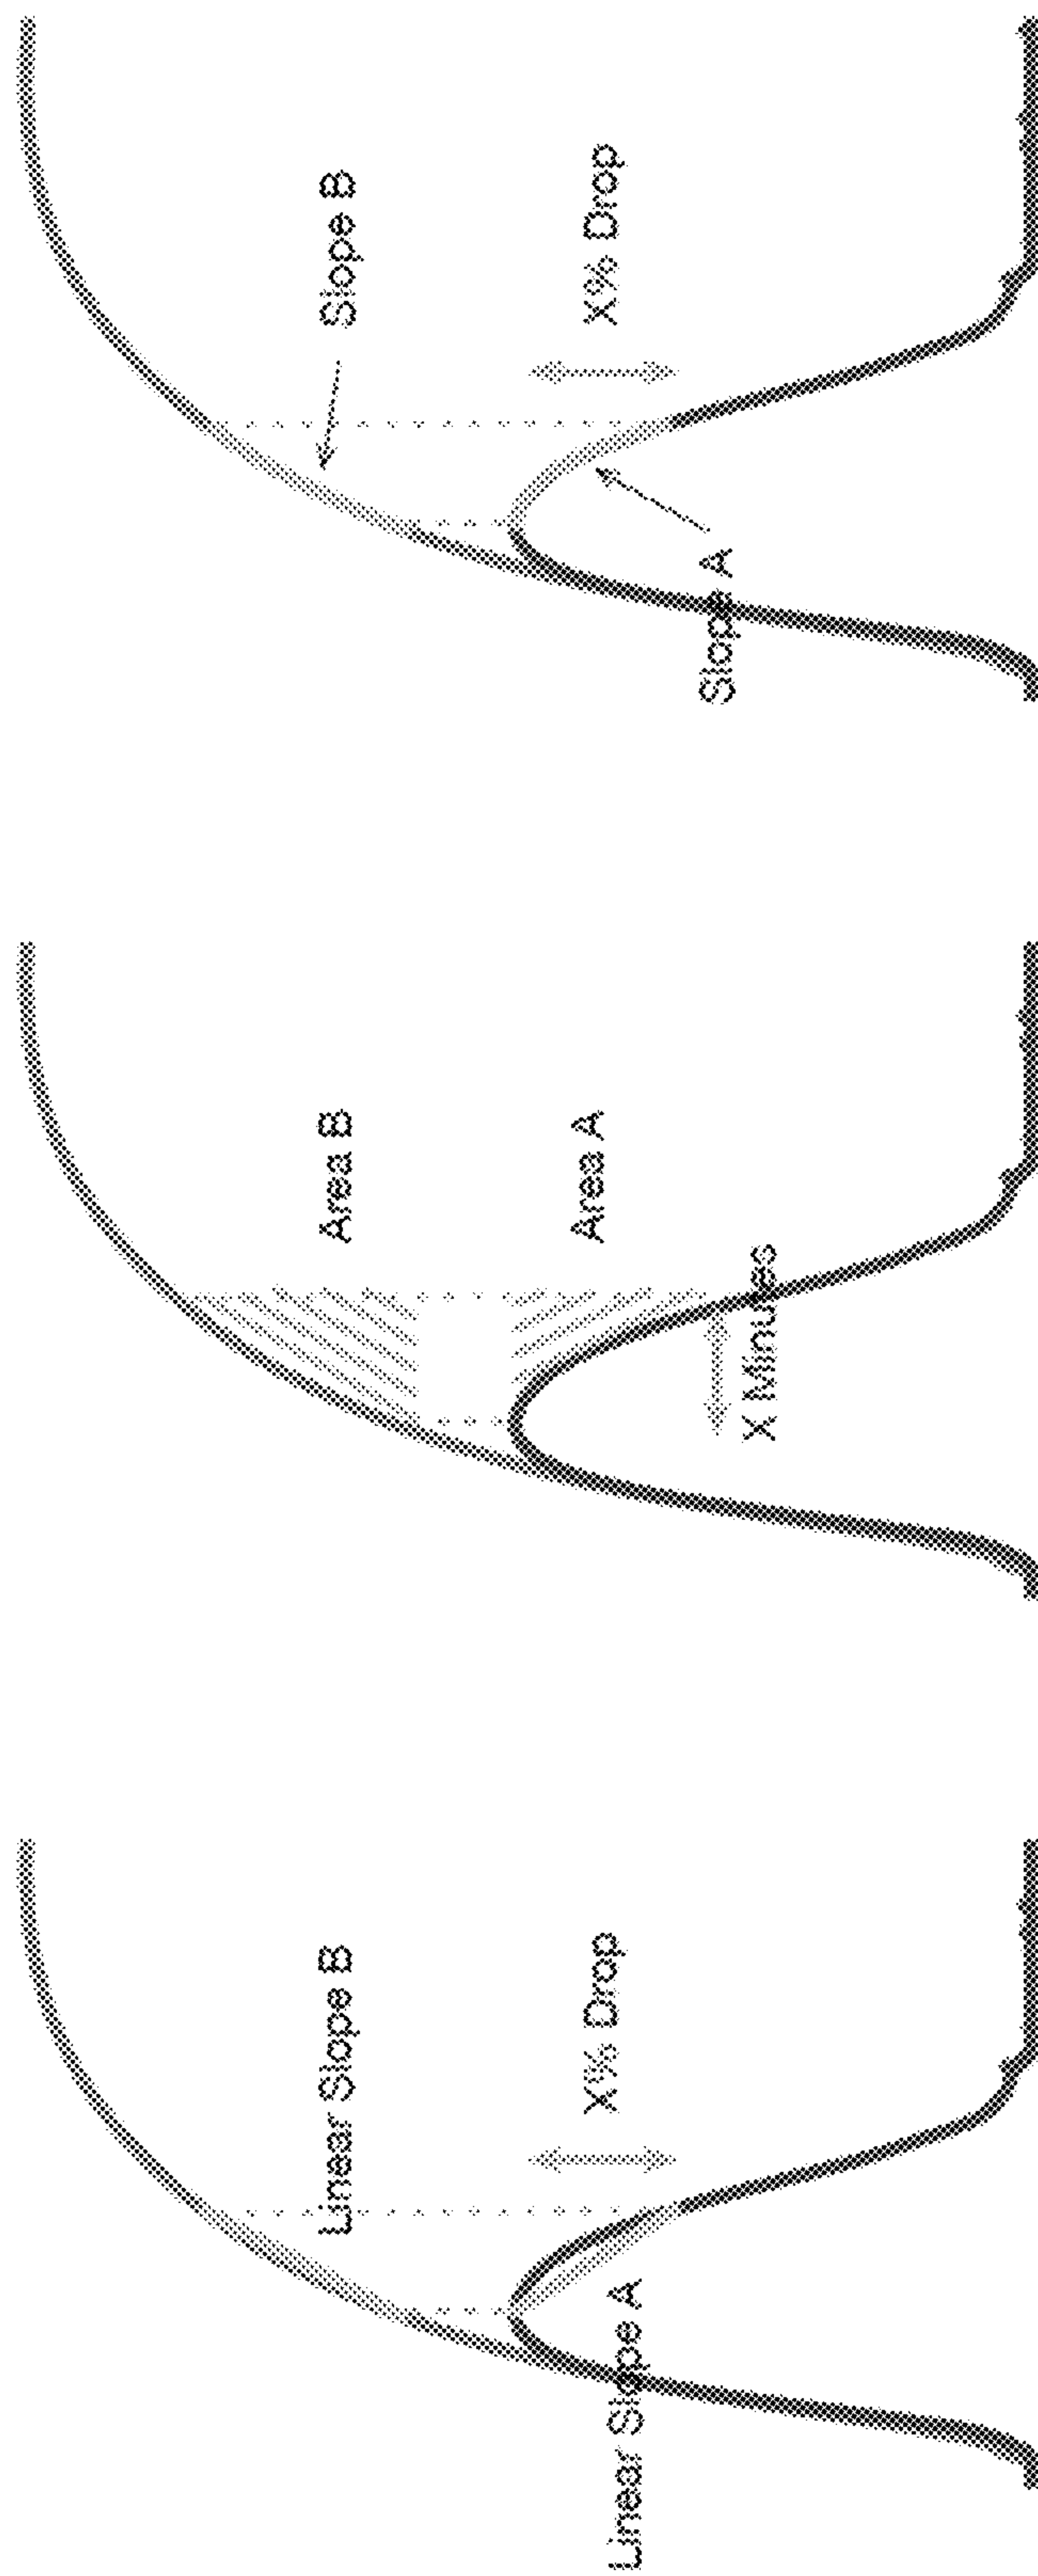 Linear Slope B
X% Drop
Linear Slope A
Area B
Area A
X Minutes
Slope B
X% Drop
Slope A